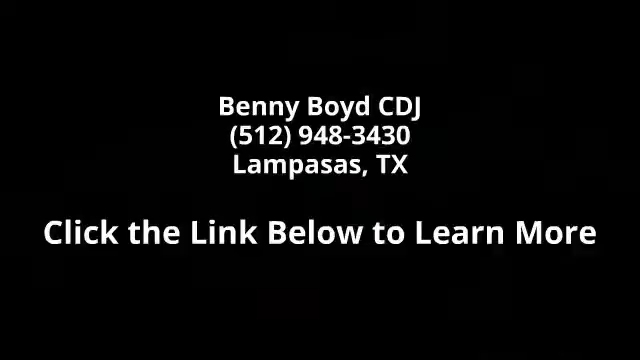 Benny Boyd CDJ
(512) 948-3430
Lampasas, TX
Click the Link Below to Learn More